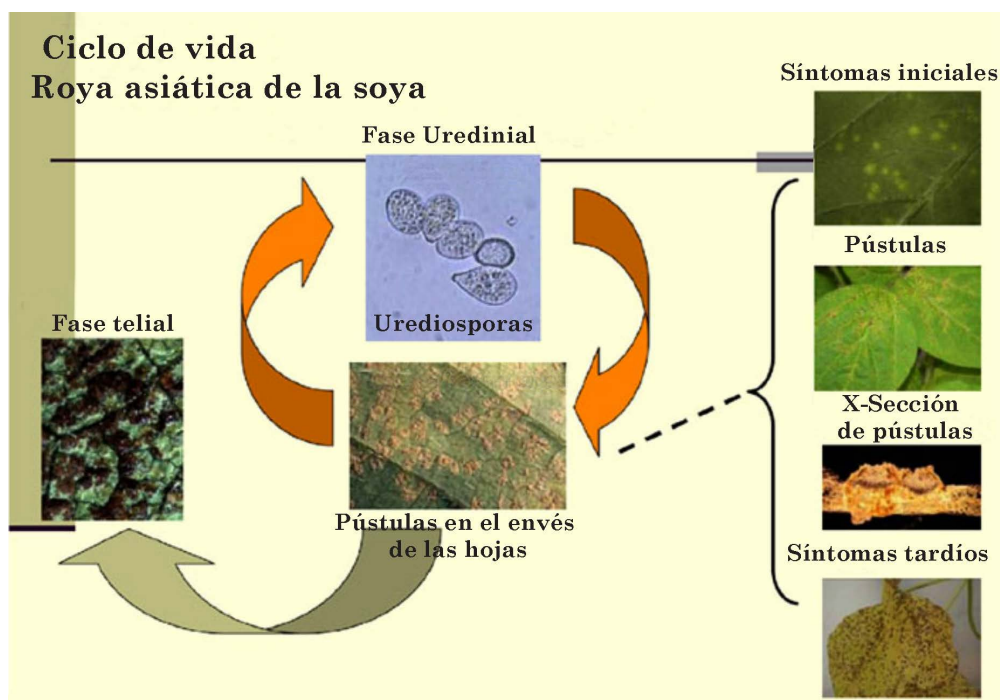 Ciclo de vida
Roya asiática de la soya
Fase Uredinial
Urediosporas
Fase telial
Pústulas en el envés
de las hojas
Síntomas iniciales
Pústulas
X-Sección
de pústulas
Síntomas tardíos